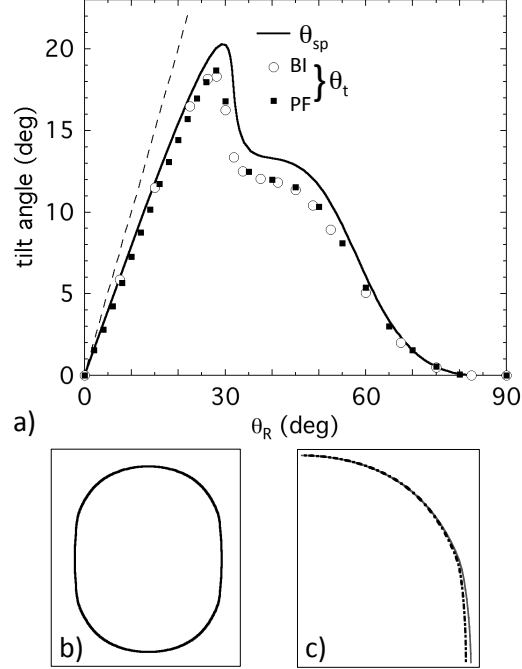 20
15
10
5
0
tilt angle (deg)
θsp
BI
PF
} θt
0
30
60
90
θR (deg)
a)
b)
c)